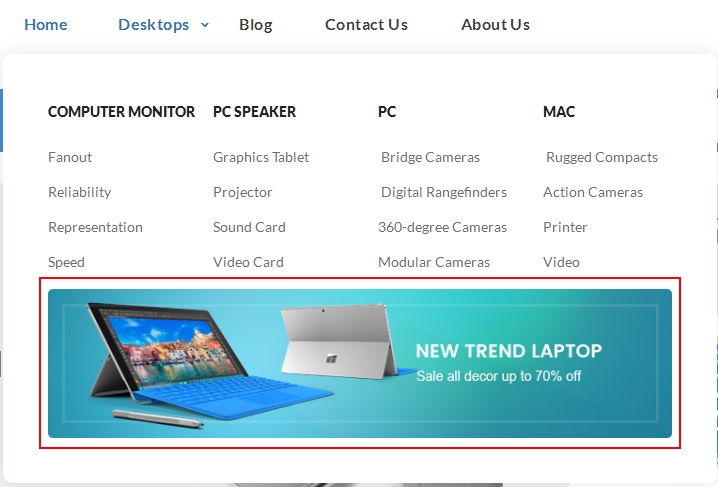 Home Desktops Blog Contact Us About Us
COMPUTER MONITOR PC SPEAKER PC MAC
Fanout Graphics Tablet Bridge Cameras Rugged Compacts
Reliability Projector Digital Rangefinders Action Cameras
Representation Sound Card 360-degree Cameras Printer
Speed Video Card Modular Cameras Video
NEW TREND LAPTOP
Sale all decor up to 70% off